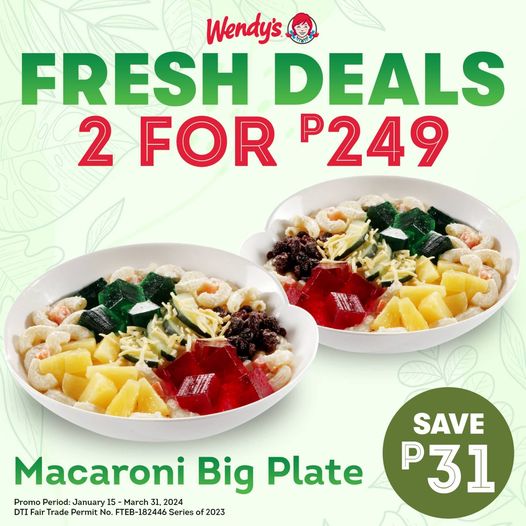 Wendy's
FRESH DEALS
2 FOR ₱249
SAVE
₱31
Macaroni Big Plate
Promo Period: January 15 - March 31, 2024
DTI Fair Trade Permit No. FTEB-182446 Series of 2023